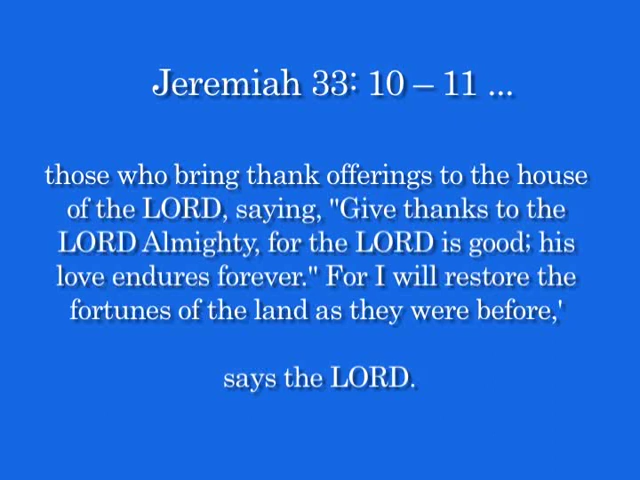 Jeremiah 33: 10 – 11 ...
those who bring thank offerings to the house
of the LORD, saying, "Give thanks to the
LORD Almighty, for the LORD is good; his
love endures forever." For I will restore the
fortunes of the land as they were before,'
says the LORD.